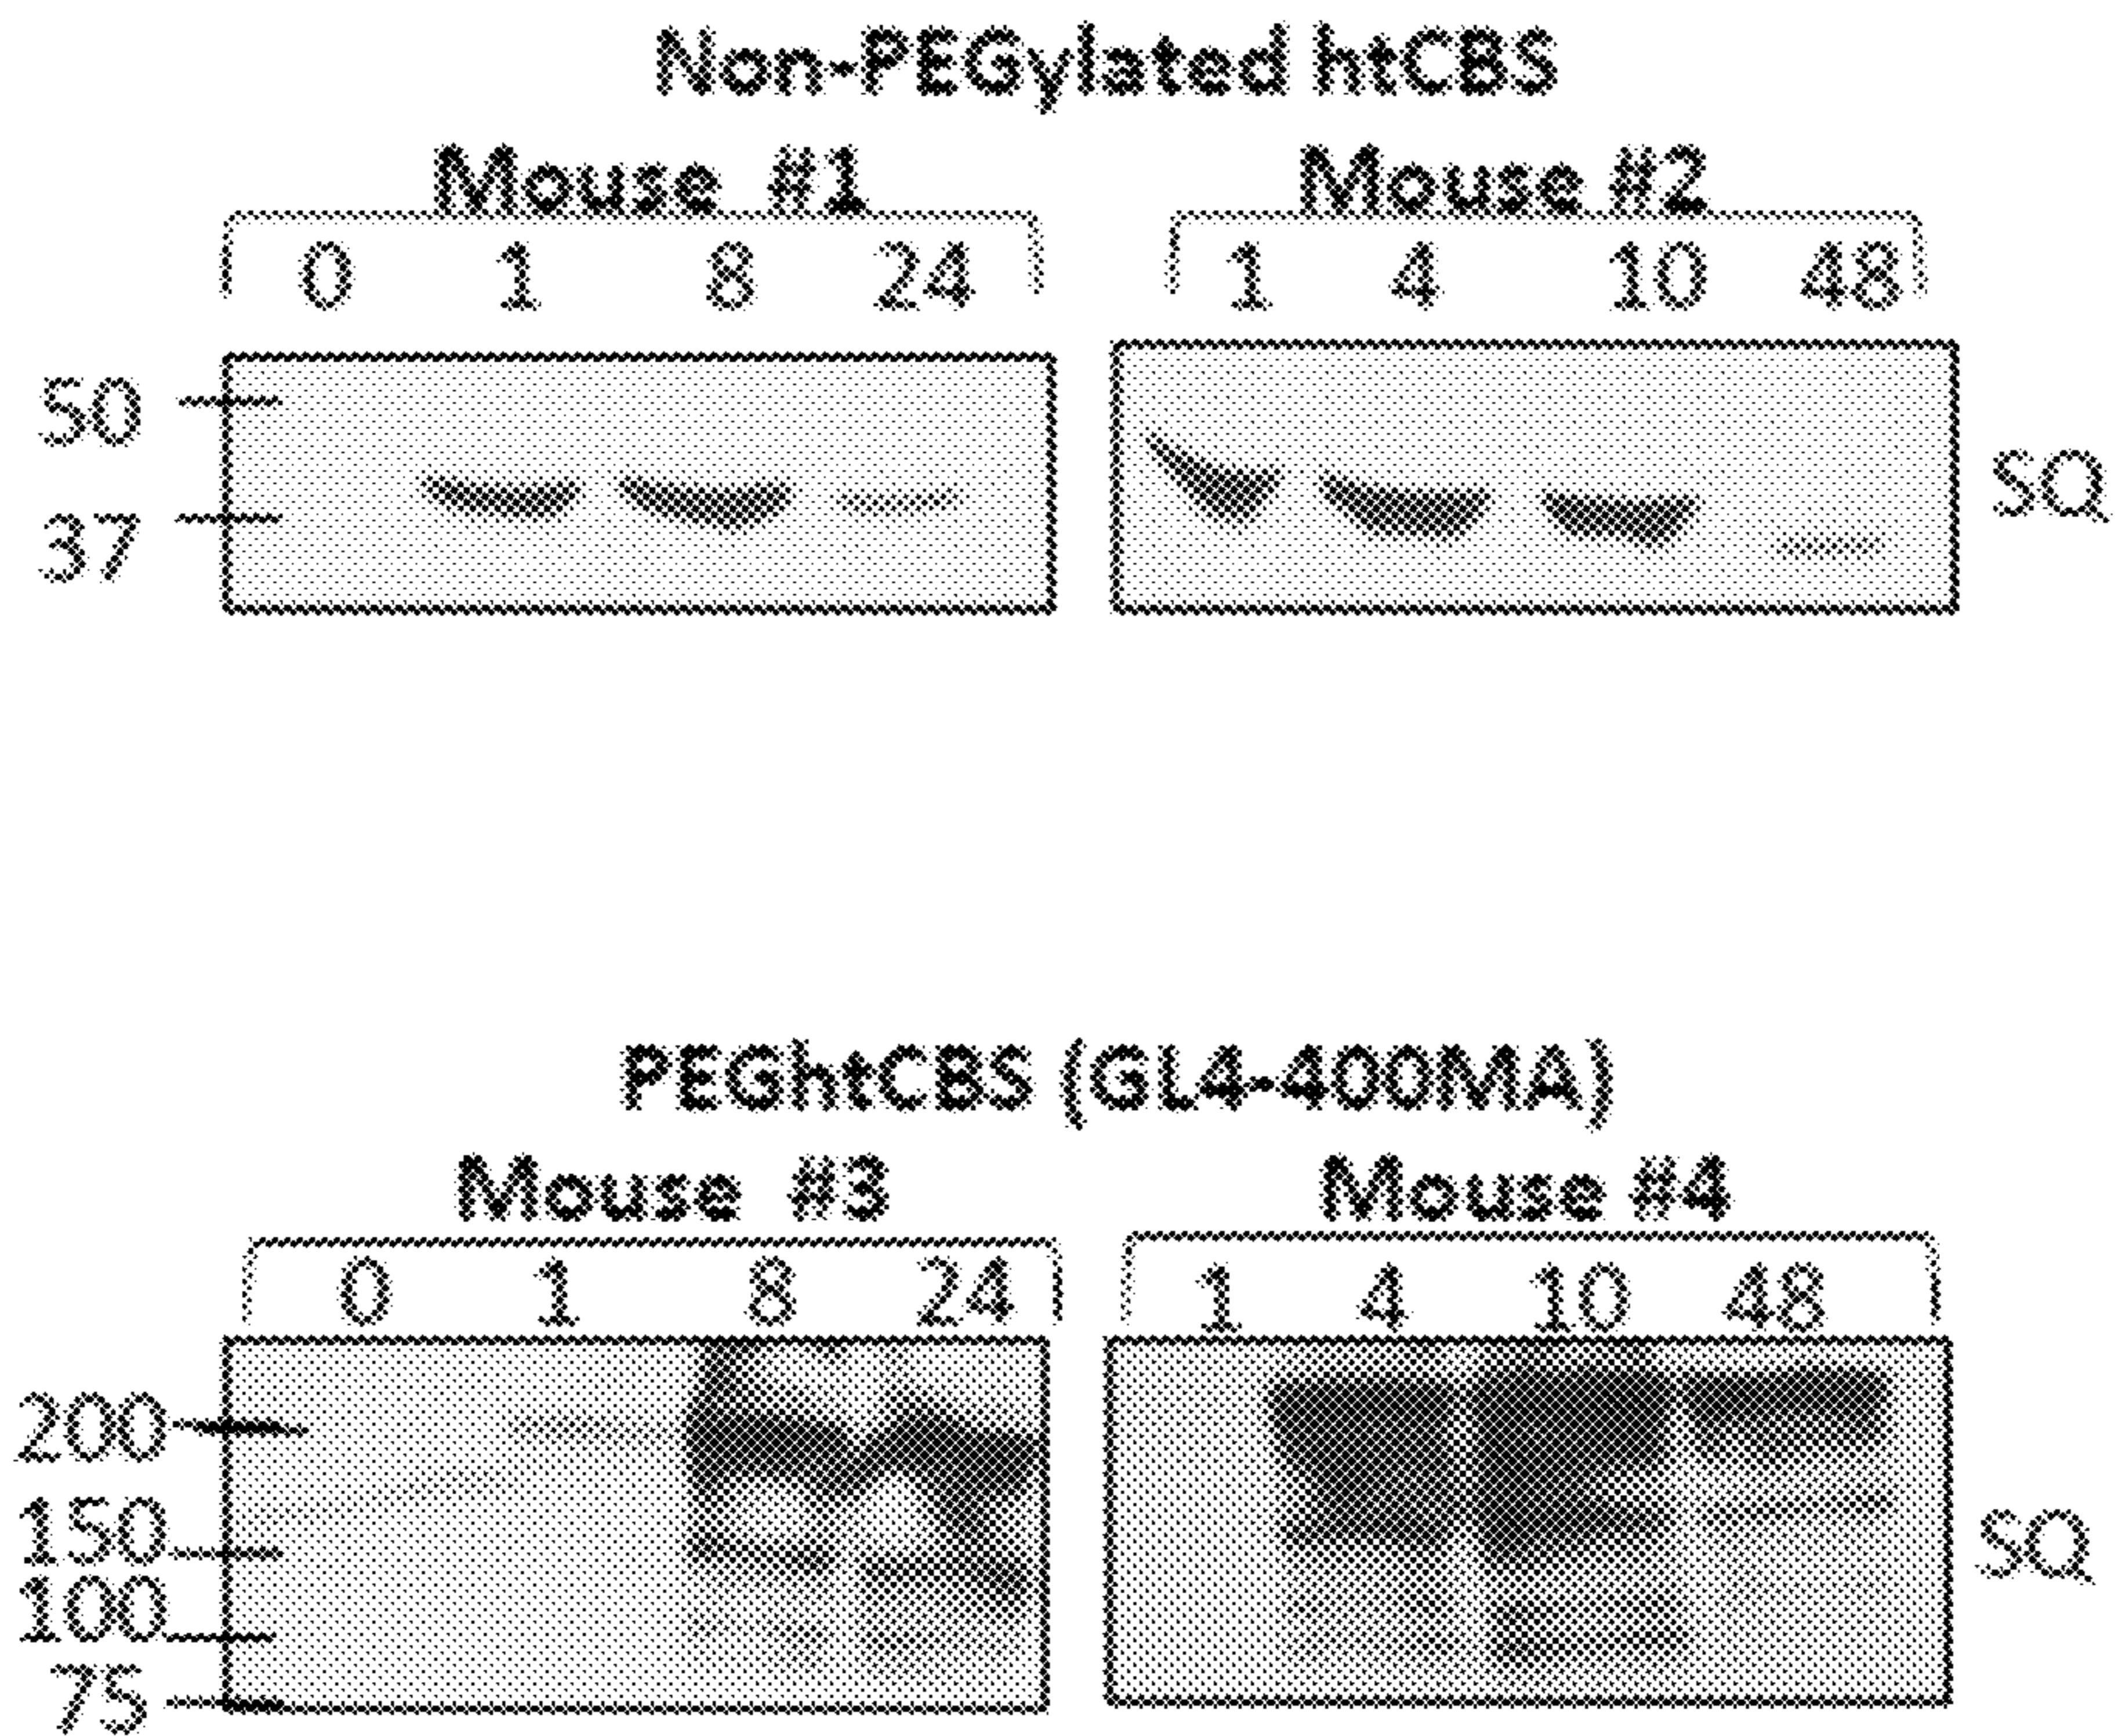 Non-PEGylated htCBS
Mouse #1 Mouse #2
0 1 8 24 1 4 10 48
50
SQ
37
PEGhtCBS (GL4-400MA)
Mouse #3 Mouse #4
0 1 8 24 1 4 10 48
200
150
SQ
100
75